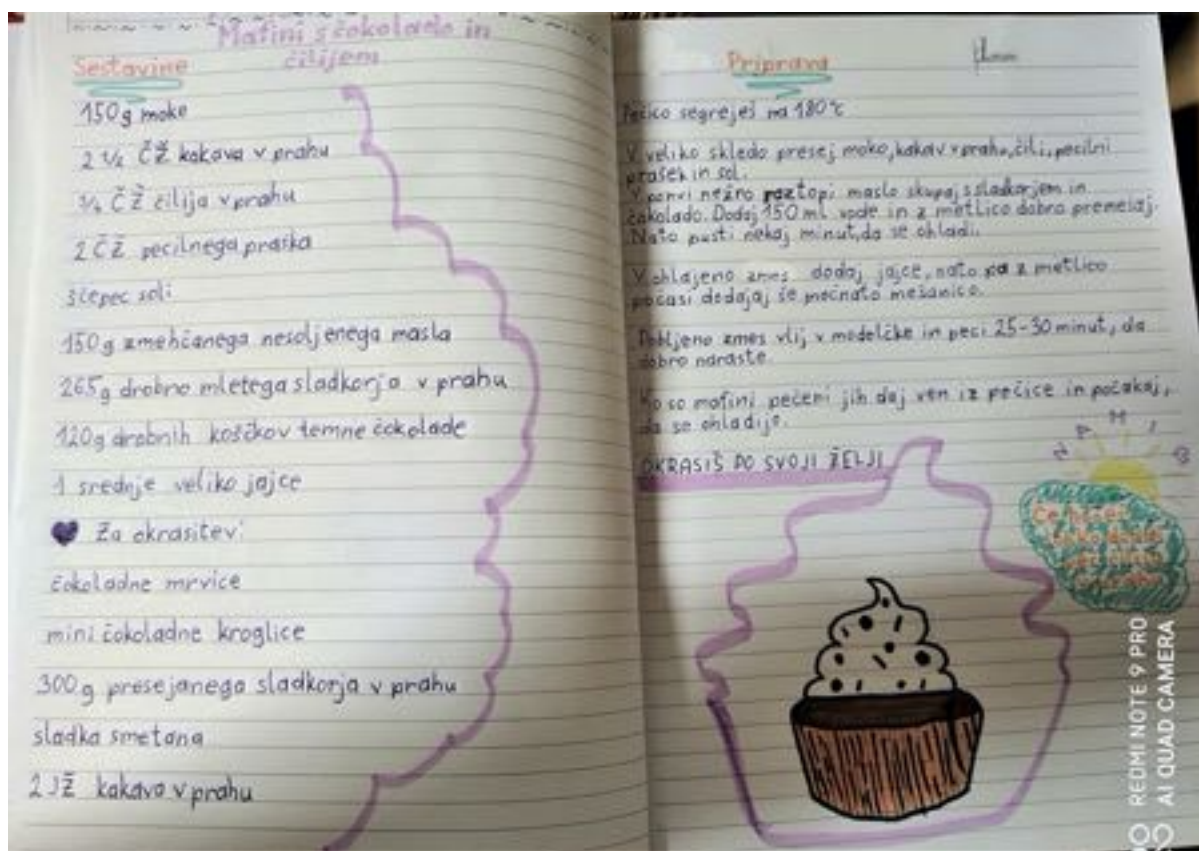 Mafini s čokolado in
čilijem
Sestavine
150g moke
2 1/2 ČŽ kakava v prahu
1/4 ČŽ čilija v prahu
2 ČŽ pecilnega praška
ščepec soli
150g zmehčanega nesoljenega masla
265g drobno mletega sladkorja v prahu
120g drobnih koščkov temne čokolade
1 srednje veliko jajce
Za okrasitev:
čokoladne mrvice
mini čokoladne kroglice
300g presejanega sladkorja v prahu
sladka smetana
2 JŽ kakava v prahu
Priprava
Pečico segreješ na 180°C
V veliko skledo presej moko, kakav v prahu, čili, pecilni
prašek in sol.
V ponvi nežno raztopi maslo skupaj s sladkorjem in
čokolado. Dodaj 150 ml vode in z metlico dobro premešaj.
Nato pusti nekaj minut, da se ohladi.
V ohlajeno zmes dodaj jajce, nato pa z metlico
počasi dodajaj še močnato mešanico.
Dobljeno zmes vlij v modelčke in peci 25-30 minut, da
dobro naraste.
Ko so mafini pečeni jih daj ven iz pečice in počakaj,
da se ohladijo.
OKRASIŠ PO SVOJI ŽELJI
Če hočeš
lahko dodaš
več čilija
REDMI NOTE 9 PRO
AI QUAD CAMERA